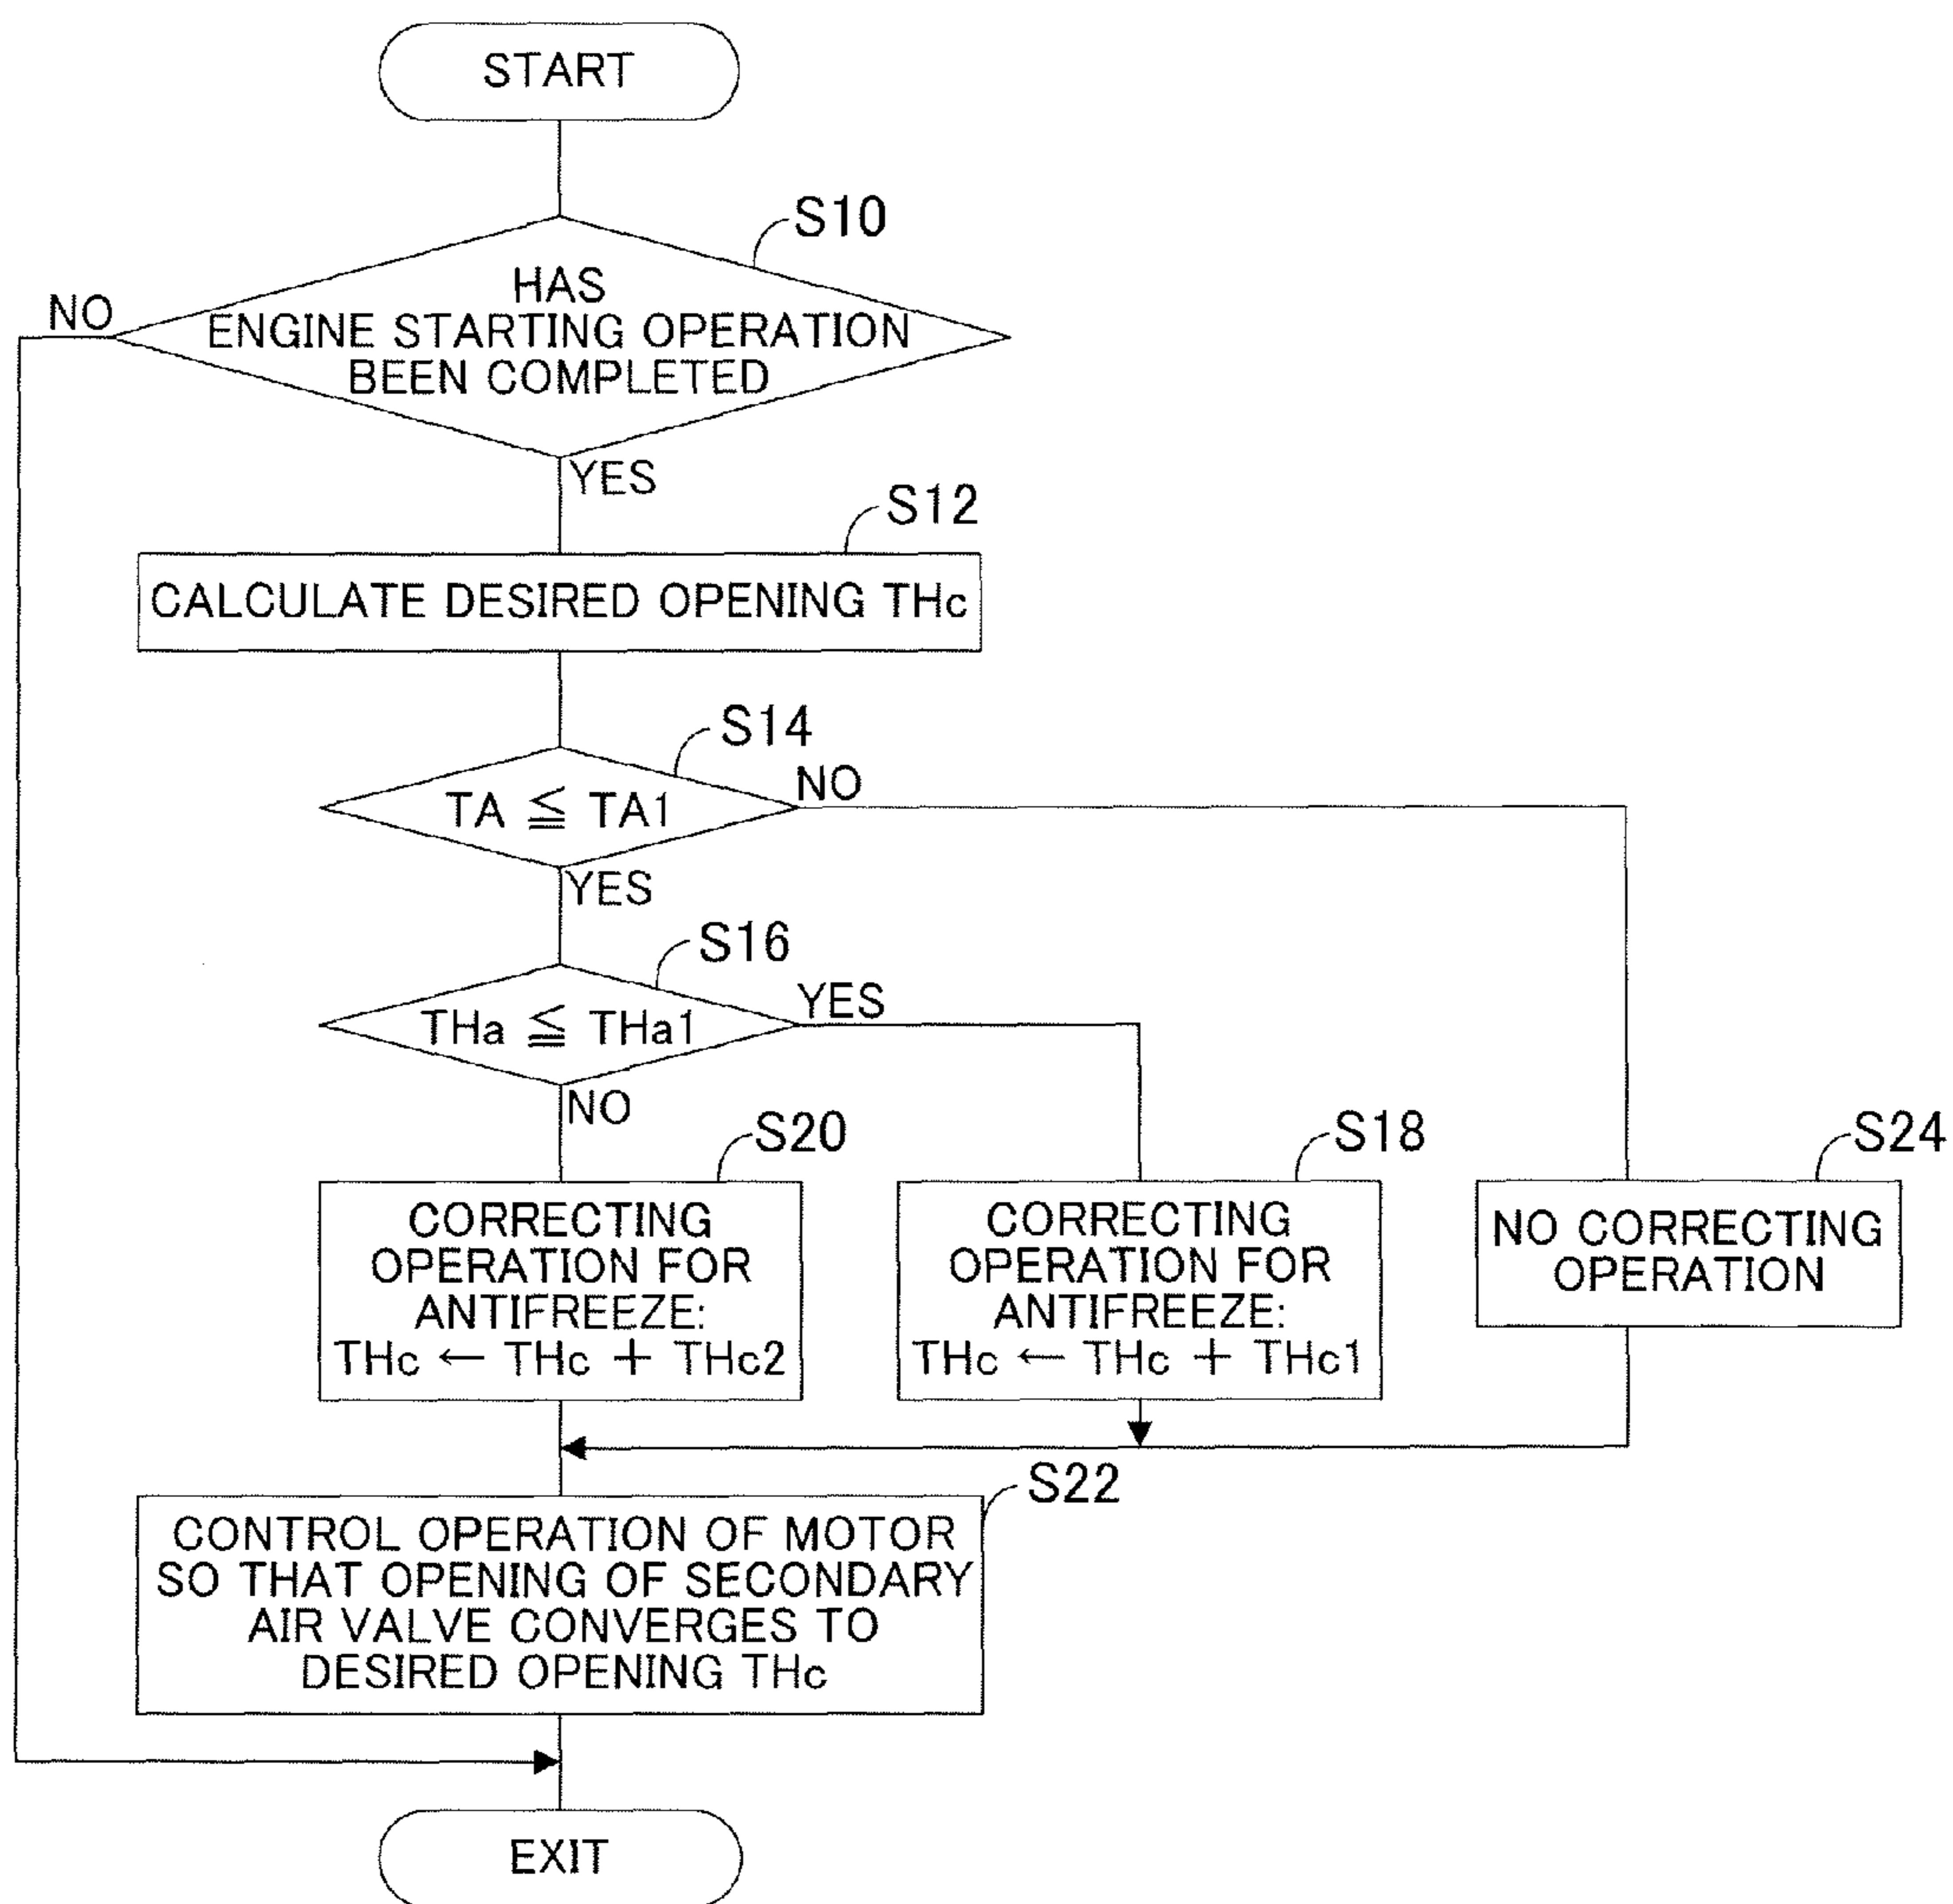 START
S10
HAS
ENGINE STARTING OPERATION
BEEN COMPLETED
NO
YES
S12
CALCULATE DESIRED OPENING THc
S14
TA ≦ TA1
NO
YES
S16
THa ≦ THa1
YES
NO
S20
CORRECTING
OPERATION FOR
ANTIFREEZE:
THc ← THc + THc2
S18
CORRECTING
OPERATION FOR
ANTIFREEZE:
THc ← THc + THc1
S24
NO CORRECTING
OPERATION
S22
CONTROL OPERATION OF MOTOR
SO THAT OPENING OF SECONDARY
AIR VALVE CONVERGES TO
DESIRED OPENING THc
EXIT